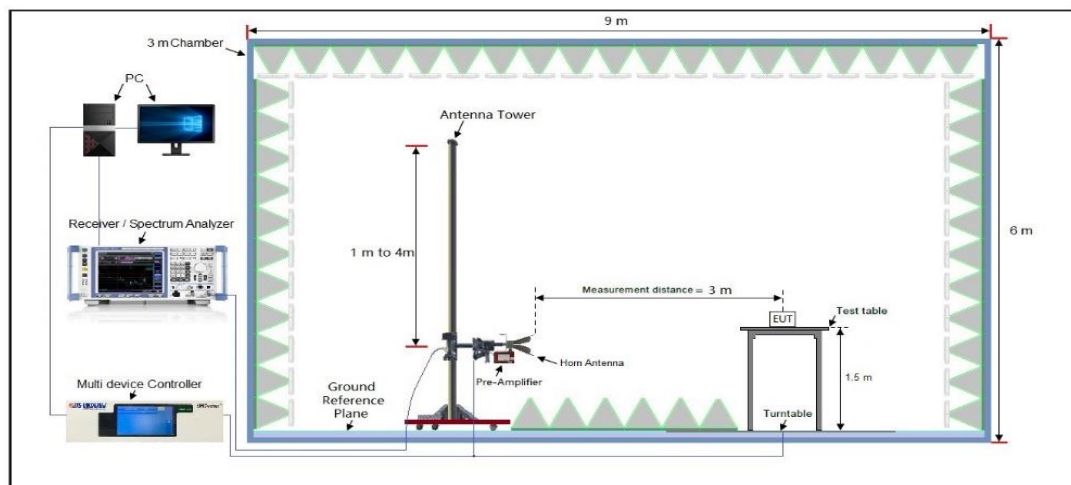 9 m
3 m Chamber
PC
Antenna Tower
Receiver / Spectrum Analyzer
1 m to 4m
6 m
Measurement distance = 3 m
EUT
Test table
Horn Antenna
Pre-Amplifier
1.5 m
Multi device Controller
Ground
Reference
Plane
Turntable